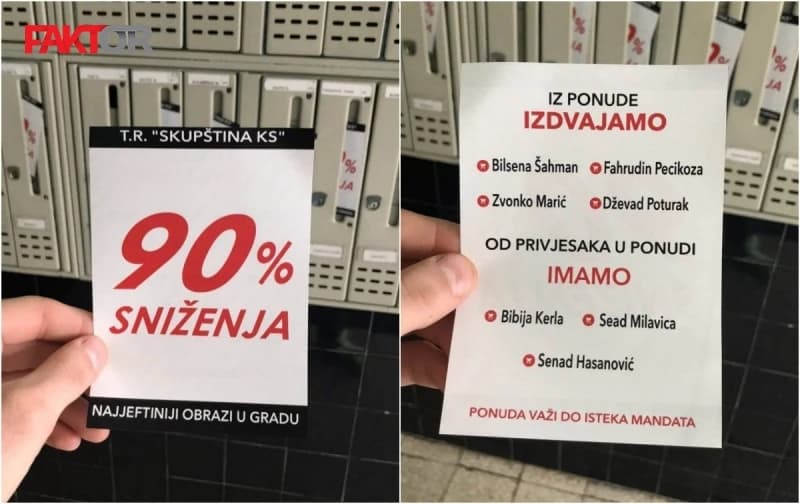 FAKTOR
T.R. "SKUPŠTINA KS"
90%
SNIŽENJA
NAJJEFTINIJI OBRAZI U GRADU
IZ PONUDE
IZDVAJAMO
Bilsena Šahman
Fahrudin Pecikoza
Zvonko Marić
Dževad Poturak
OD PRIVJESAKA U PONUDI
IMAMO
Bibija Kerla
Sead Milavica
Senad Hasanović
PONUDA VAŽI DO ISTEKA MANDATA